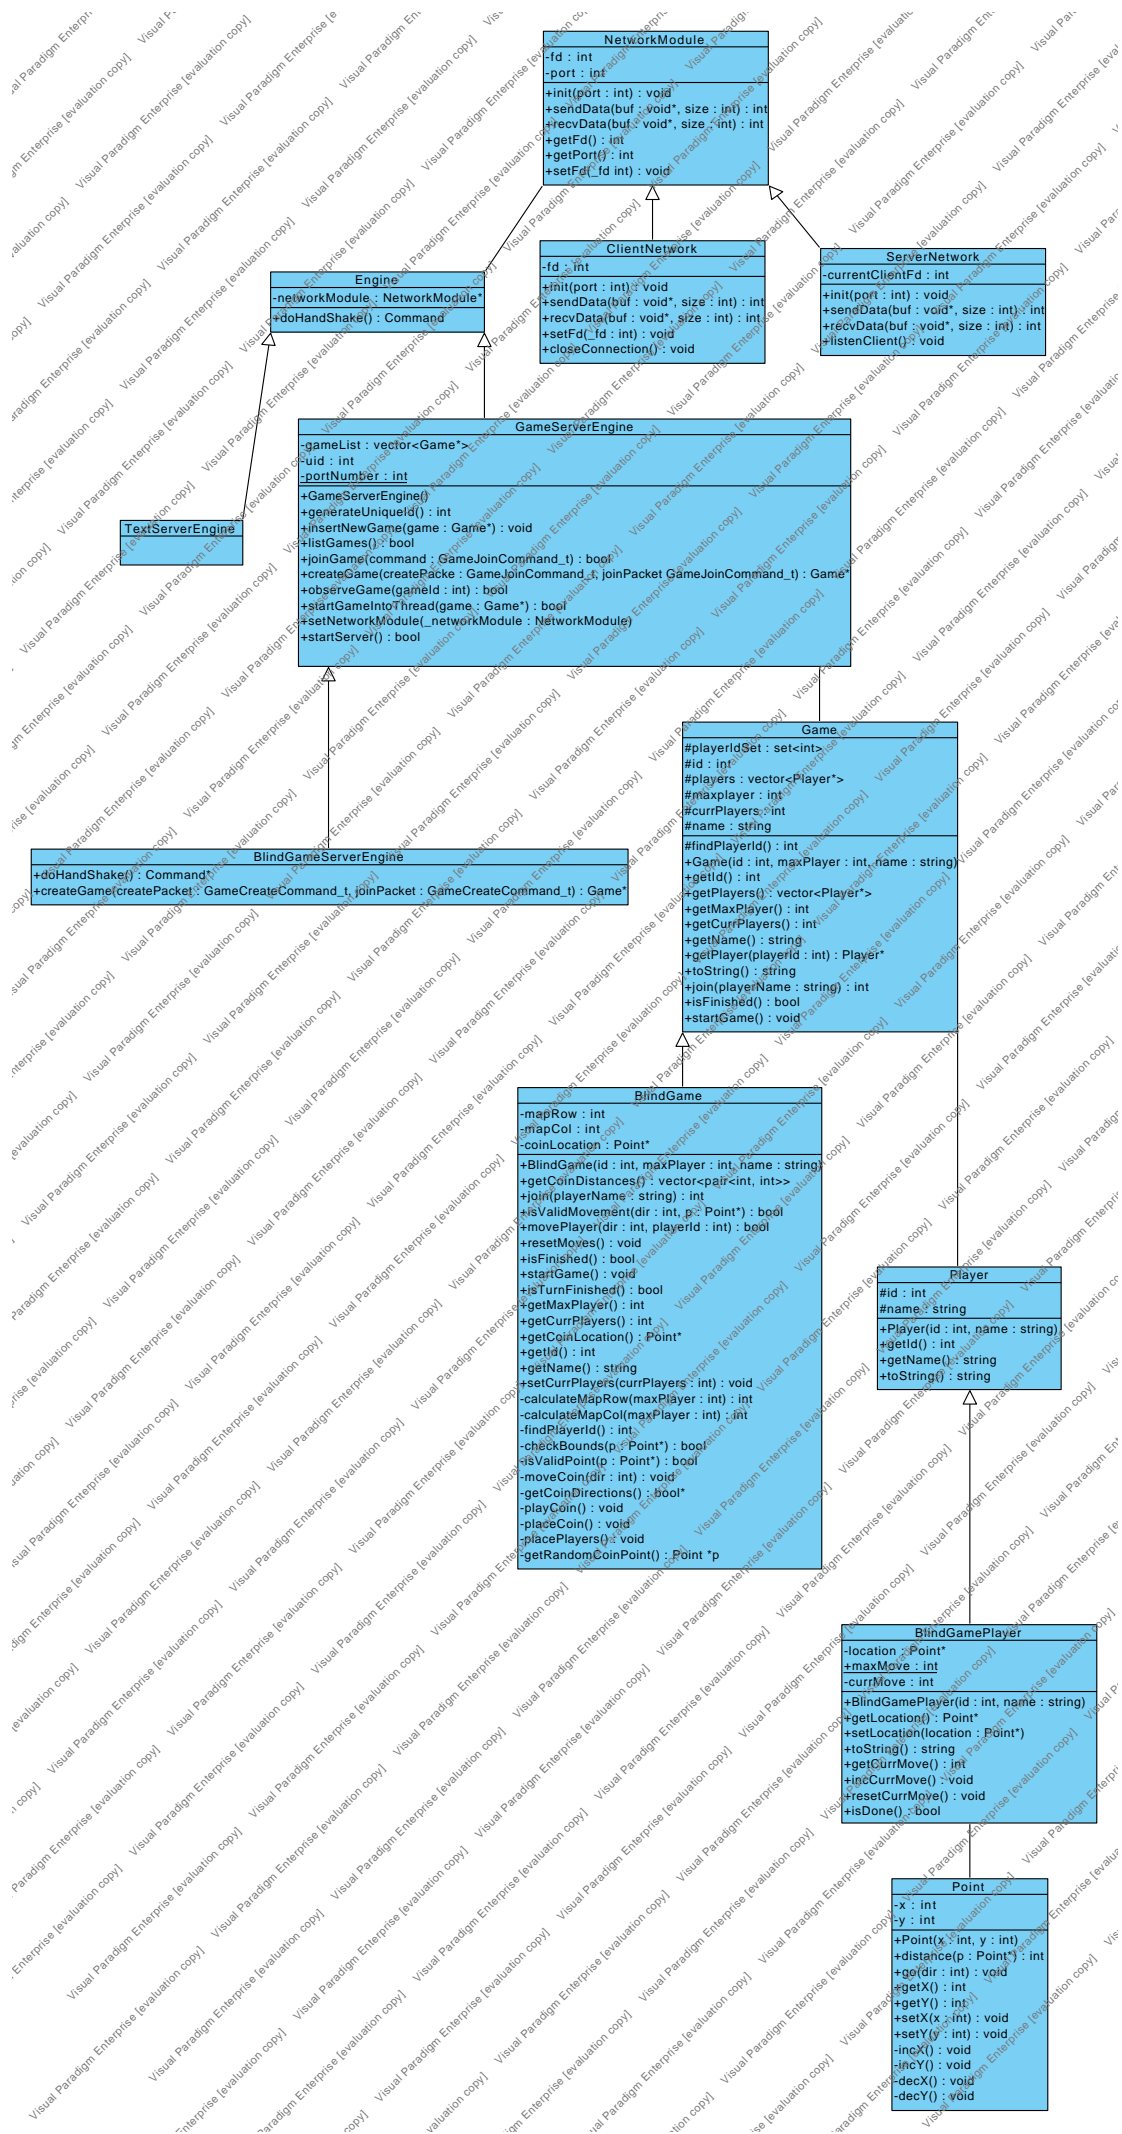 NetworkModule
-fd : int
-port : int
+init(port : int) : void
+sendData(buf : void*, size : int) : int
+recvData(buf : void*, size : int) : int
+getFd() : int
+getPort() : int
+setFd(_fd int) : void
ClientNetwork
-fd : int
+init(port : int) : void
+sendData(buf : void*, size : int) : int
+recvData(buf : void*, size : int) : int
+setFd(_fd : int) : void
+closeConnection() : void
ServerNetwork
-currentClientFd : int
+init(port : int) : void
+sendData(buf : void*, size : int) : int
+recvData(buf : void*, size : int) : int
+listenClient() : void
Engine
-networkModule : NetworkModule*
+doHandShake() : Command
GameServerEngine
-gameList : vector<Game*>
-uid : int
-portNumber : int
+GameServerEngine()
+generateUniqueId() : int
+insertNewGame(game : Game*) : void
+listGames() : bool
+joinGame(command : GameJoinCommand_t) : bool
+createGame(createPacke : GameJoinCommand_t, joinPacket GameJoinCommand_t) : Game*
+observeGame(gameId : int) : bool
+startGameIntoThread(game : Game*) : bool
+setNetworkModule(_networkModule : NetworkModule)
+startServer() : bool
TextServerEngine
Game
#playerIdSet : set<int>
#id : int
#players : vector<Player*>
#maxplayer : int
#currPlayers : int
#name : string
#findPlayerId() : int
+Game(id : int, maxPlayer : int, name : string)
+getId() : int
+getPlayers() : vector<Player*>
+getMaxPlayer() : int
+getCurrPlayers() : int
+getName() : string
+getPlayer(playerId : int) : Player*
+toString() : string
+join(playerName : string) : int
+isFinished() : bool
+startGame() : void
BlindGameServerEngine
+doHandShake() : Command*
+createGame(createPacket : GameCreateCommand_t, joinPacket : GameCreateCommand_t) : Game*
BlindGame
-mapRow : int
-mapCol : int
-coinLocation : Point*
+BlindGame(id : int, maxPlayer : int, name : string)
+getCoinDistances() : vector<pair<int, int>>
+join(playerName : string) : int
+isValidMovement(dir : int, p : Point*) : bool
+movePlayer(dir : int, playerId : int) : bool
+resetMoves() : void
+isFinished() : bool
+startGame() : void
+isTurnFinished() : bool
+getMaxPlayer() : int
+getCurrPlayers() : int
+getCoinLocation() : Point*
+getId() : int
+getName() : string
+setCurrPlayers(currPlayers : int) : void
-calculateMapRow(maxPlayer : int) : int
-calculateMapCol(maxPlayer : int) : int
-findPlayerId() : int
-checkBounds(p : Point*) : bool
-isValidPoint(p : Point*) : bool
-moveCoin(dir : int) : void
-getCoinDirections() : bool*
-playCoin() : void
-placeCoin() : void
-placePlayers() : void
-getRandomCoinPoint() : Point *p
Player
#id : int
#name : string
+Player(id : int, name : string)
+getId() : int
+getName() : string
+toString() : string
BlindGamePlayer
-location : Point*
+maxMove : int
-currMove : int
+BlindGamePlayer(id : int, name : string)
+getLocation() : Point*
+setLocation(location : Point*)
+toString() : string
+getCurrMove() : int
+incCurrMove() : void
+resetCurrMove() : void
+isDone() : bool
Point
-x : int
-y : int
+Point(x : int, y : int)
+distance(p : Point*) : int
+go(dir : int) : void
+getX() : int
+getY() : int
+setX(x : int) : void
+setY(y : int) : void
-incX() : void
-incY() : void
-decX() : void
-decY() : void
Visual Paradigm Enterprise [evaluation copy]